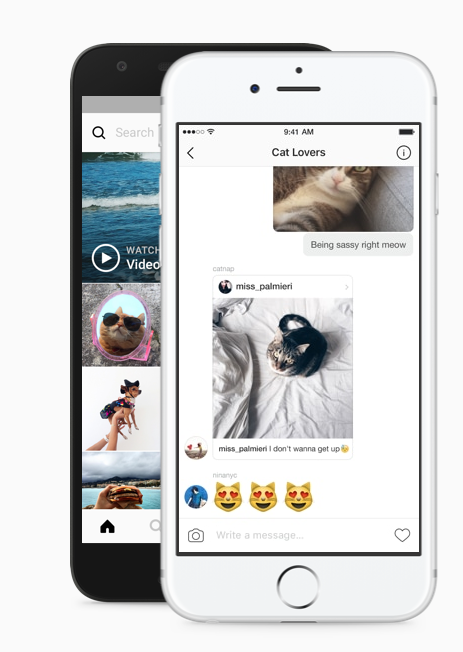 Search
WATCH
Video
9:41 AM
Cat Lovers
Being sassy right meow
catnap
miss_palmieri
miss_palmieri I don't wanna get up😘
ninanyc
Write a message...